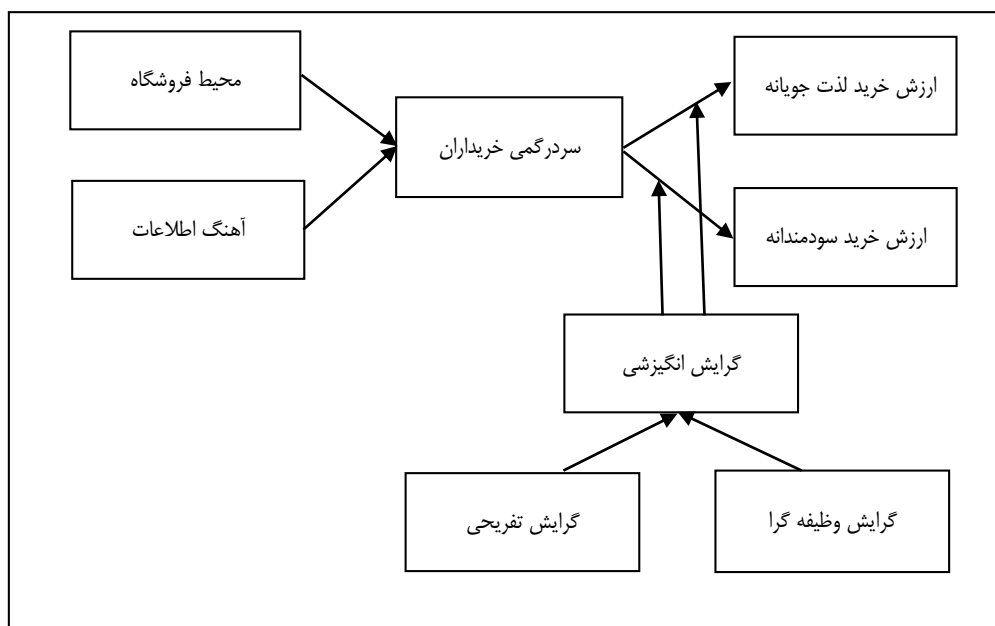 محیط فروشگاه
ارزش خرید لذت جویانه
سردرگمی خریداران
آهنگ اطلاعات
ارزش خرید سودمندانه
گرایش انگیزشی
گرایش تفریحی
گرایش وظیفه گرا